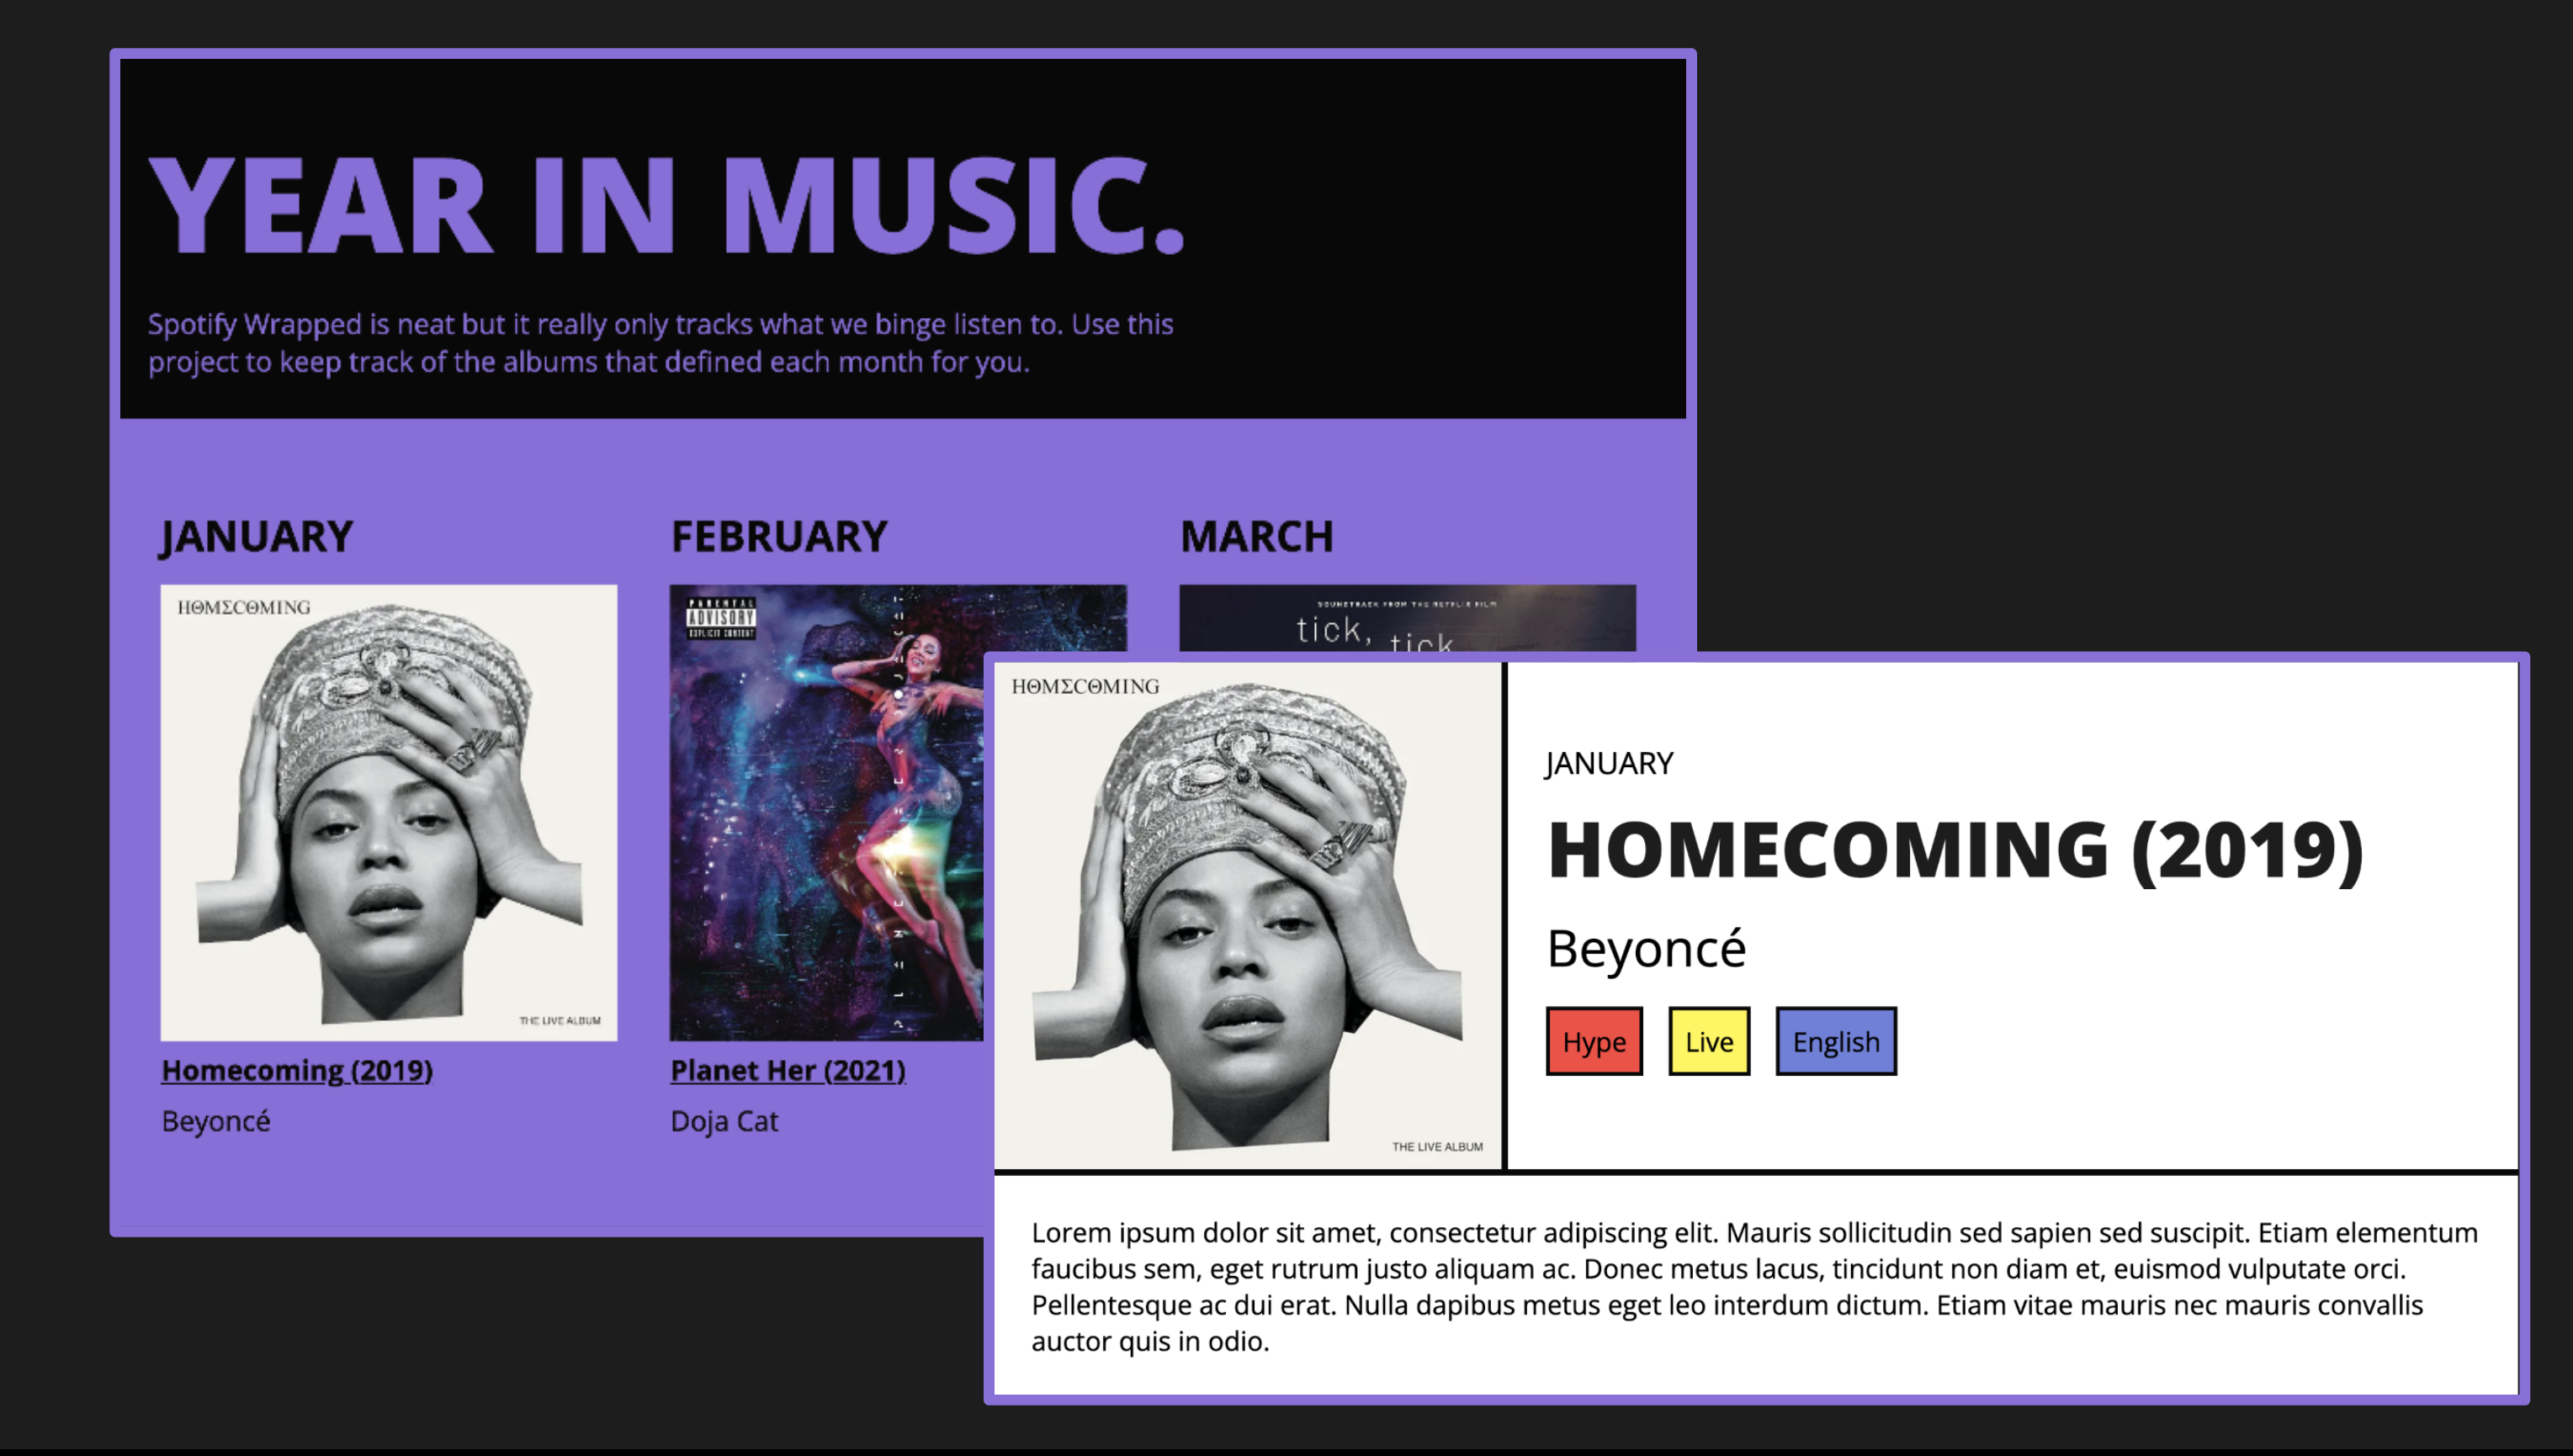 YEAR IN MUSIC.
Spotify Wrapped is neat but it really only tracks what we binge listen to. Use this
project to keep track of the albums that defined each month for you.
JANUARY
HΘMΣCΘMING
THE LIVE ALBUM
Homecoming (2019)
Beyoncé
FEBRUARY
PARENTAL
ADVISORY
EXPLICIT CONTENT
Planet Her (2021)
Doja Cat
MARCH
SOUNDTRACK FROM THE NETFLIX FILM
tick, tick
HΘMΣCΘMING
THE LIVE ALBUM
JANUARY
HOMECOMING (2019)
Beyoncé
Hype
Live
English
Lorem ipsum dolor sit amet, consectetur adipiscing elit. Mauris sollicitudin sed sapien sed suscipit. Etiam elementum
faucibus sem, eget rutrum justo aliquam ac. Donec metus lacus, tincidunt non diam et, euismod vulputate orci.
Pellentesque ac dui erat. Nulla dapibus metus eget leo interdum dictum. Etiam vitae mauris nec mauris convallis
auctor quis in odio.